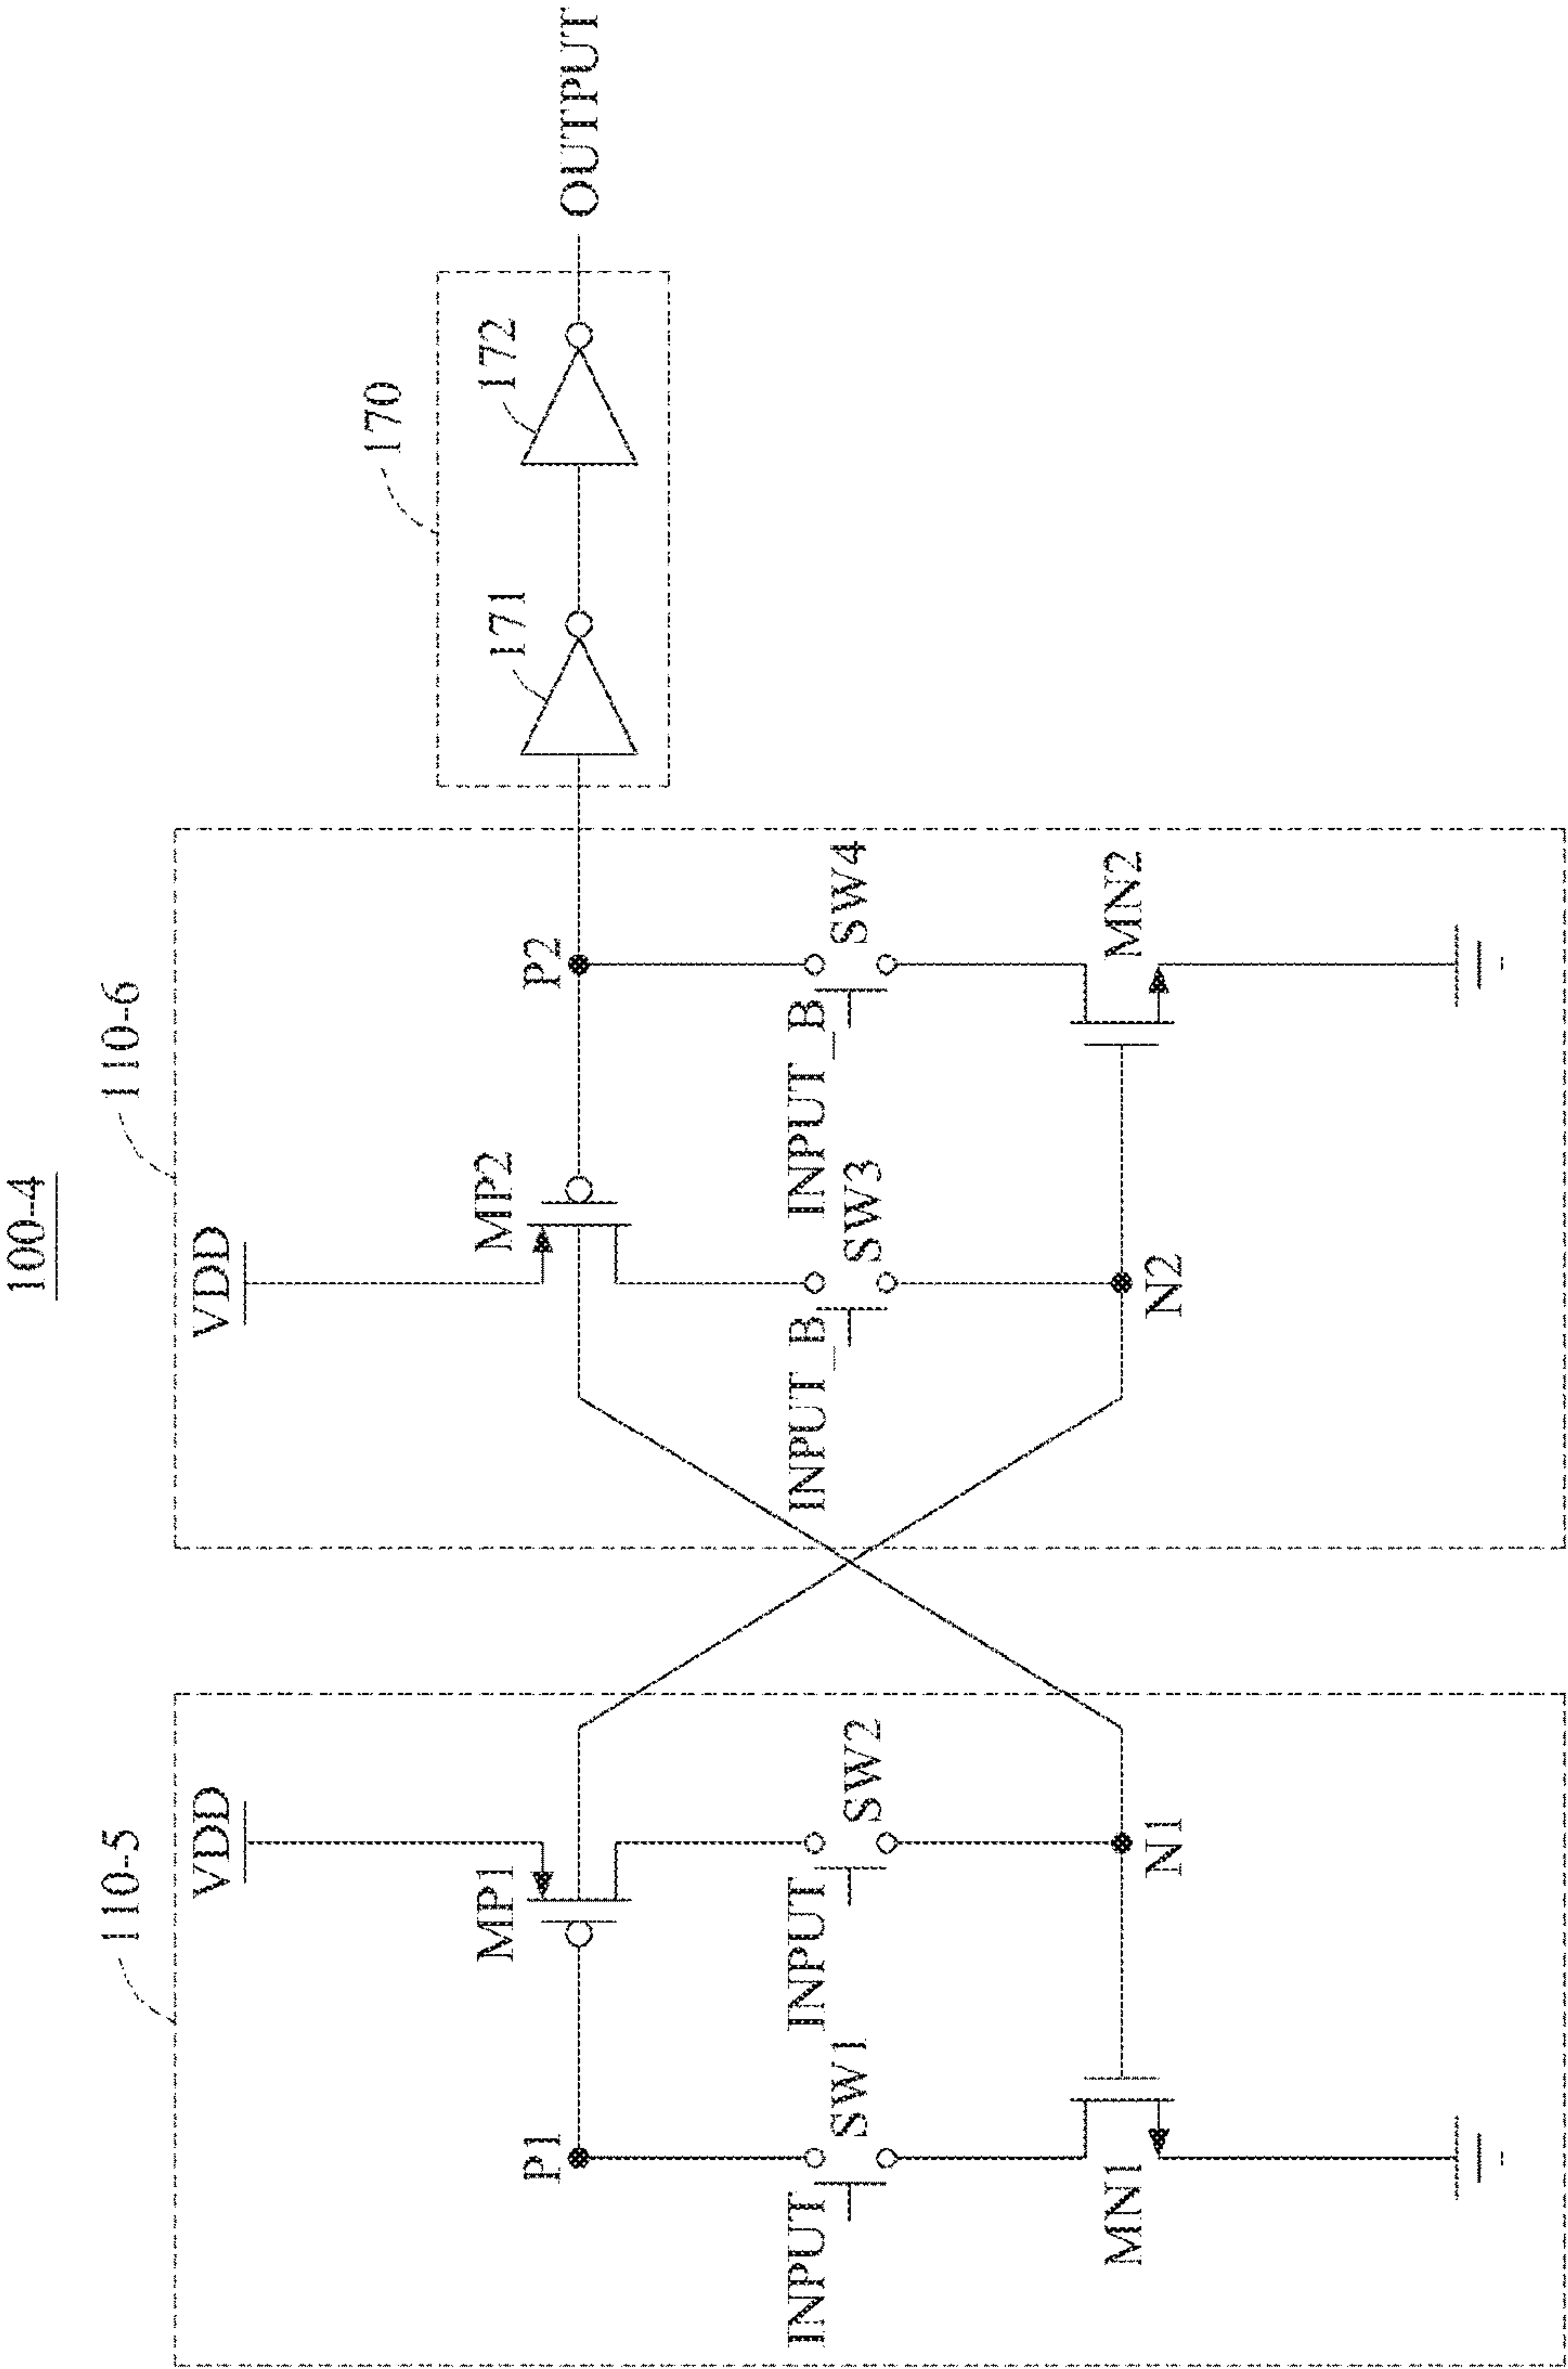 100-4
110-5
110-6
170
VDD
VDD
171
172
MP1
MP2
P1
P2
OUTPUT
INPUT
SW1
INPUT
SW2
INPUT_B
SW3
INPUT_B
SW4
MN1
N1
N2
MN2